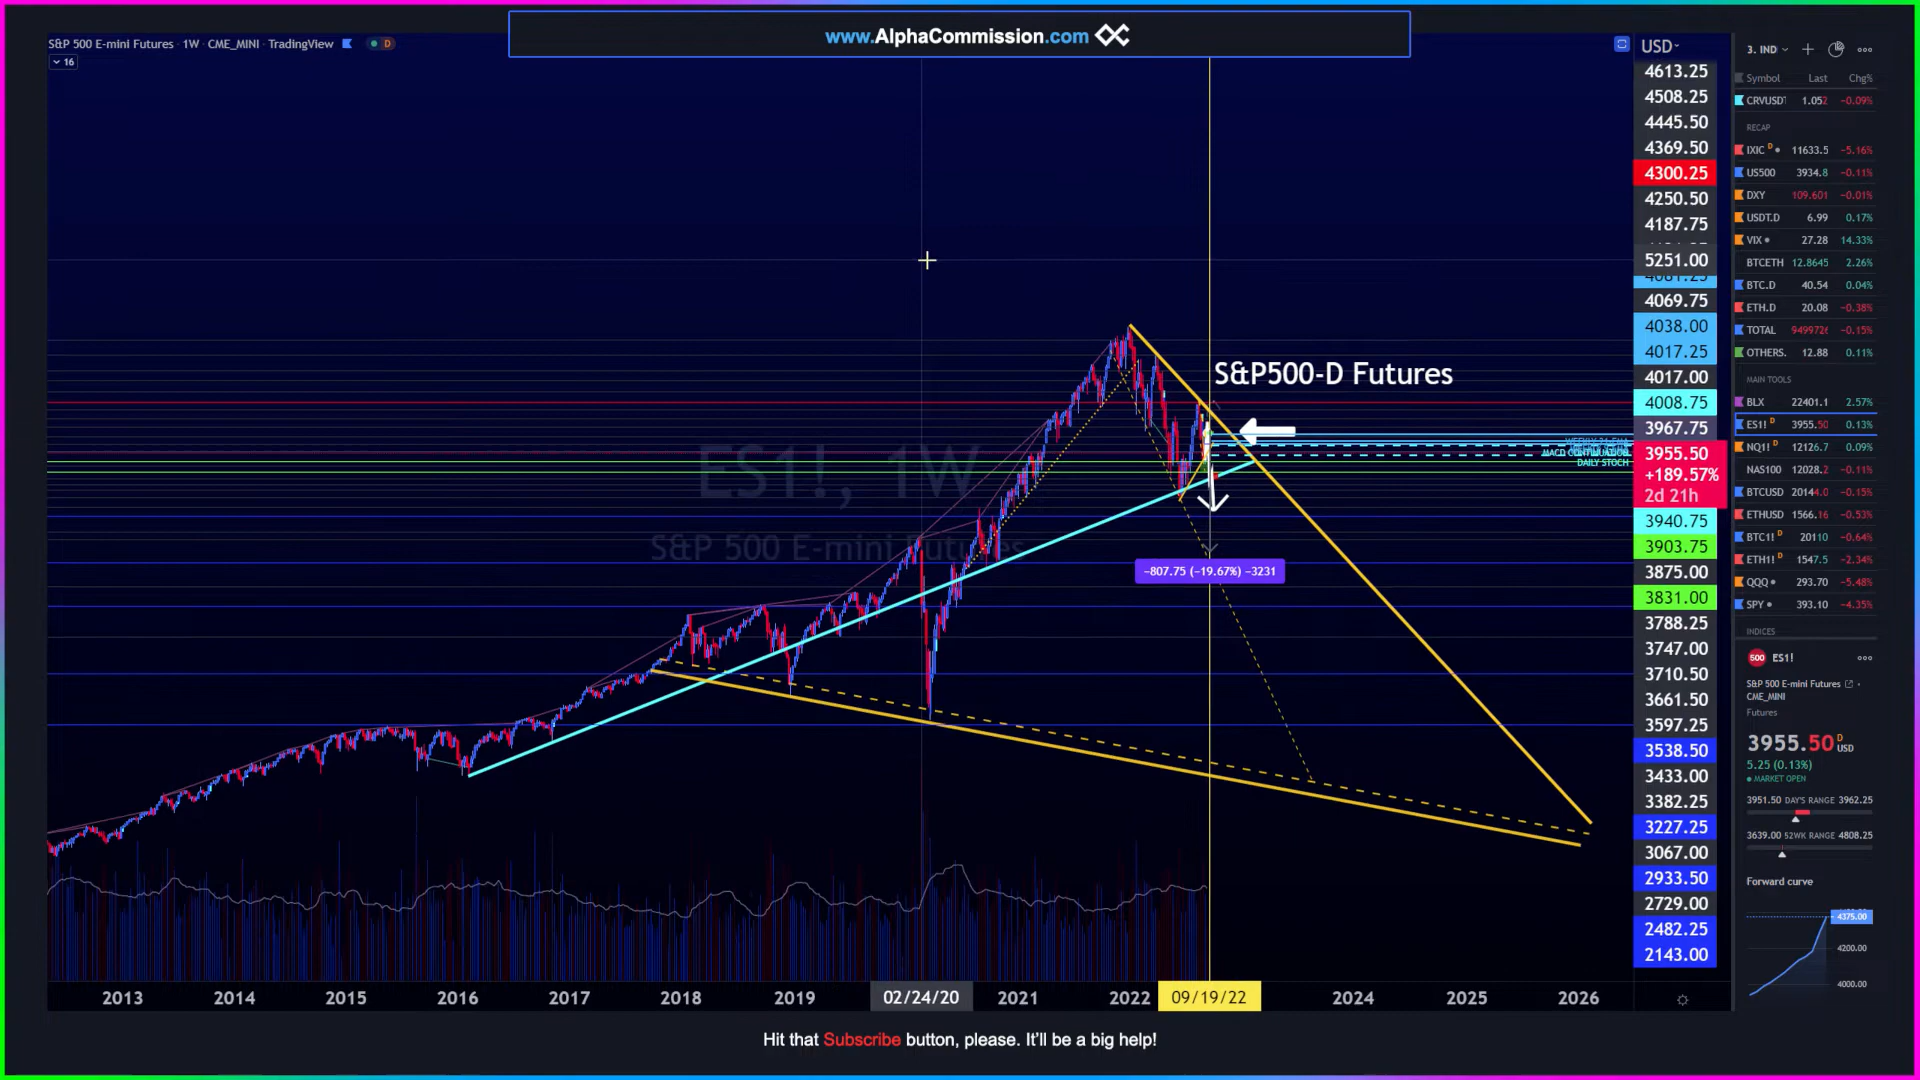 www.AlphaCommission.com
S&P 500 E-mini Futures · 1W · CME_MINI · TradingView D
16
USD
4613.25
4508.25
4445.50
4369.50
4300.25
4250.50
4187.75
5251.00
4069.75
4038.00
4017.25
4017.00
4008.75
3967.75
3955.50
+189.57%
2d 21h
3940.75
3903.75
3875.00
3831.00
3788.25
3747.00
3710.50
3661.50
3597.25
3538.50
3433.00
3382.25
3227.25
3067.00
2933.50
2729.00
2482.25
2143.00
S&P500-D Futures
MACD CONTINUATION
DAILY STOCH
ES1!, 1W
S&P 500 E-mini Futures
−807.75 (−19.67%) −3231
2013 2014 2015 2016 2017 2018 2019 02/24/20 2021 2022 09/19/22 2024 2025 2026
3. IND
Symbol Last Chg%
CRVUSDT 1.052 −0.09%
RECAP
IXIC D 11633.5 −5.16%
US500 3934.8 −0.11%
DXY 109.601 −0.01%
USDT.D 6.99 0.17%
VIX 27.28 14.33%
BTCETH 12.8645 2.26%
BTC.D 40.54 0.04%
ETH.D 20.08 −0.38%
TOTAL 949972 −0.15%
OTHERS. 12.88 0.11%
MAIN TOOLS
BLX 22401.1 2.57%
ES1! D 3955.50 0.13%
NQ1! D 12126.7 0.09%
NAS100 12028.2 −0.11%
BTCUSD 20144.0 −0.15%
ETHUSD 1566.16 −0.53%
BTC1! D 20110 −0.64%
ETH1! D 1547.5 −2.34%
QQQ 293.70 −5.48%
SPY 393.10 −4.35%
INDICES
500 ES1!
S&P 500 E-mini Futures
CME_MINI
Futures
3955.50 D USD
5.25 (0.13%)
MARKET OPEN
3951.50 DAY'S RANGE 3962.25
3639.00 52WK RANGE 4808.25
Forward curve
4375.00
4200.00
4000.00
Hit that Subscribe button, please. It'll be a big help!